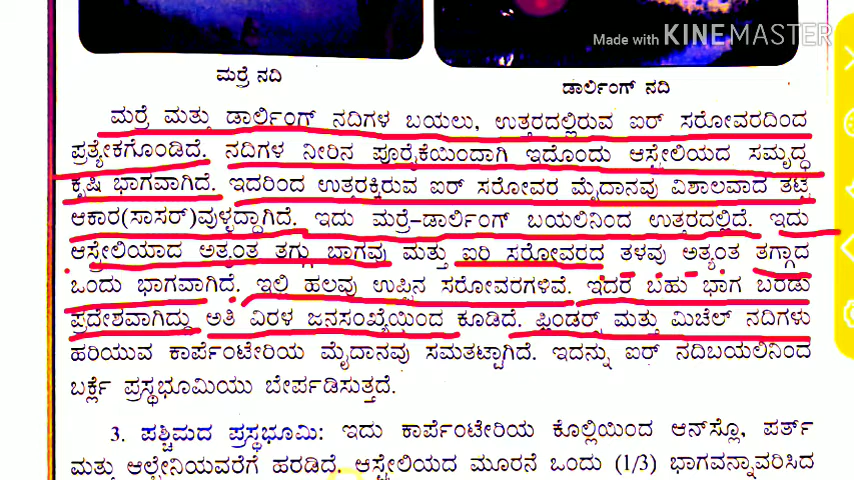 Made with KINEMASTER
ಮರ್ರೆ ನದಿ
ಡಾರ್ಲಿಂಗ್ ನದಿ
ಮರ್ರೆ ಮತ್ತು ಡಾರ್ಲಿಂಗ್ ನದಿಗಳ ಬಯಲು, ಉತ್ತರದಲ್ಲಿರುವ ಐರ್ ಸರೋವರದಿಂದ
ಪ್ರತ್ಯೇಕಗೊಂಡಿದೆ. ನದಿಗಳ ನೀರಿನ ಪೂರೈಕೆಯಿಂದಾಗಿ ಇದೊಂದು ಆಸ್ಟ್ರೇಲಿಯದ ಸಮೃದ್ಧ
ಕೃಷಿ ಭಾಗವಾಗಿದೆ. ಇದರಿಂದ ಉತ್ತರಕ್ಕಿರುವ ಐರ್ ಸರೋವರ ಮೈದಾನವು ವಿಶಾಲವಾದ ತಟ್ಟೆ
ಆಕಾರ(ಸಾಸರ್)ವುಳ್ಳದ್ದಾಗಿದೆ. ಇದು ಮರ್ರೆ-ಡಾರ್ಲಿಂಗ್ ಬಯಲಿನಿಂದ ಉತ್ತರದಲ್ಲಿದೆ. ಇದು
ಆಸ್ಟ್ರೇಲಿಯಾದ ಅತ್ಯಂತ ತಗ್ಗು ಬಾಗವು ಮತ್ತು ಐರಿ ಸರೋವರದ ತಳವು ಅತ್ಯಂತ ತಗ್ಗಾದ
ಒಂದು ಭಾಗವಾಗಿದೆ. ಇಲ್ಲಿ ಹಲವು ಉಪ್ಪಿನ ಸರೋವರಗಳಿವೆ. ಇದರ ಬಹು ಭಾಗ ಬರಡು
ಪ್ರದೇಶವಾಗಿದ್ದು ಅತಿ ವಿರಳ ಜನಸಂಖ್ಯೆಯಿಂದ ಕೂಡಿದೆ. ಫ್ಲಿಂಡರ್ಸ್ ಮತ್ತು ಮಿಚೆಲ್ ನದಿಗಳು
ಹರಿಯುವ ಕಾರ್ಪೆಂಟೇರಿಯ ಮೈದಾನವು ಸಮತಟ್ಟಾಗಿದೆ. ಇದನ್ನು ಐರ್ ನದಿಬಯಲಿನಿಂದ
ಬರ್ಕ್ಲೆ ಪ್ರಸ್ಥಭೂಮಿಯು ಬೇರ್ಪಡಿಸುತ್ತದೆ.
3. ಪಶ್ಚಿಮದ ಪ್ರಸ್ಥಭೂಮಿ: ಇದು ಕಾರ್ಪೆಂಟೇರಿಯ ಕೊಲ್ಲಿಯಿಂದ ಆನ್‌ಸ್ಲೊ, ಪರ್ತ್
ಮತ್ತು ಆಲ್ಬೇನಿಯವರೆಗೆ ಹರಡಿದೆ. ಆಸ್ಟ್ರೇಲಿಯದ ಮೂರನೆ ಒಂದು (1/3) ಭಾಗವನ್ನಾವರಿಸಿದ